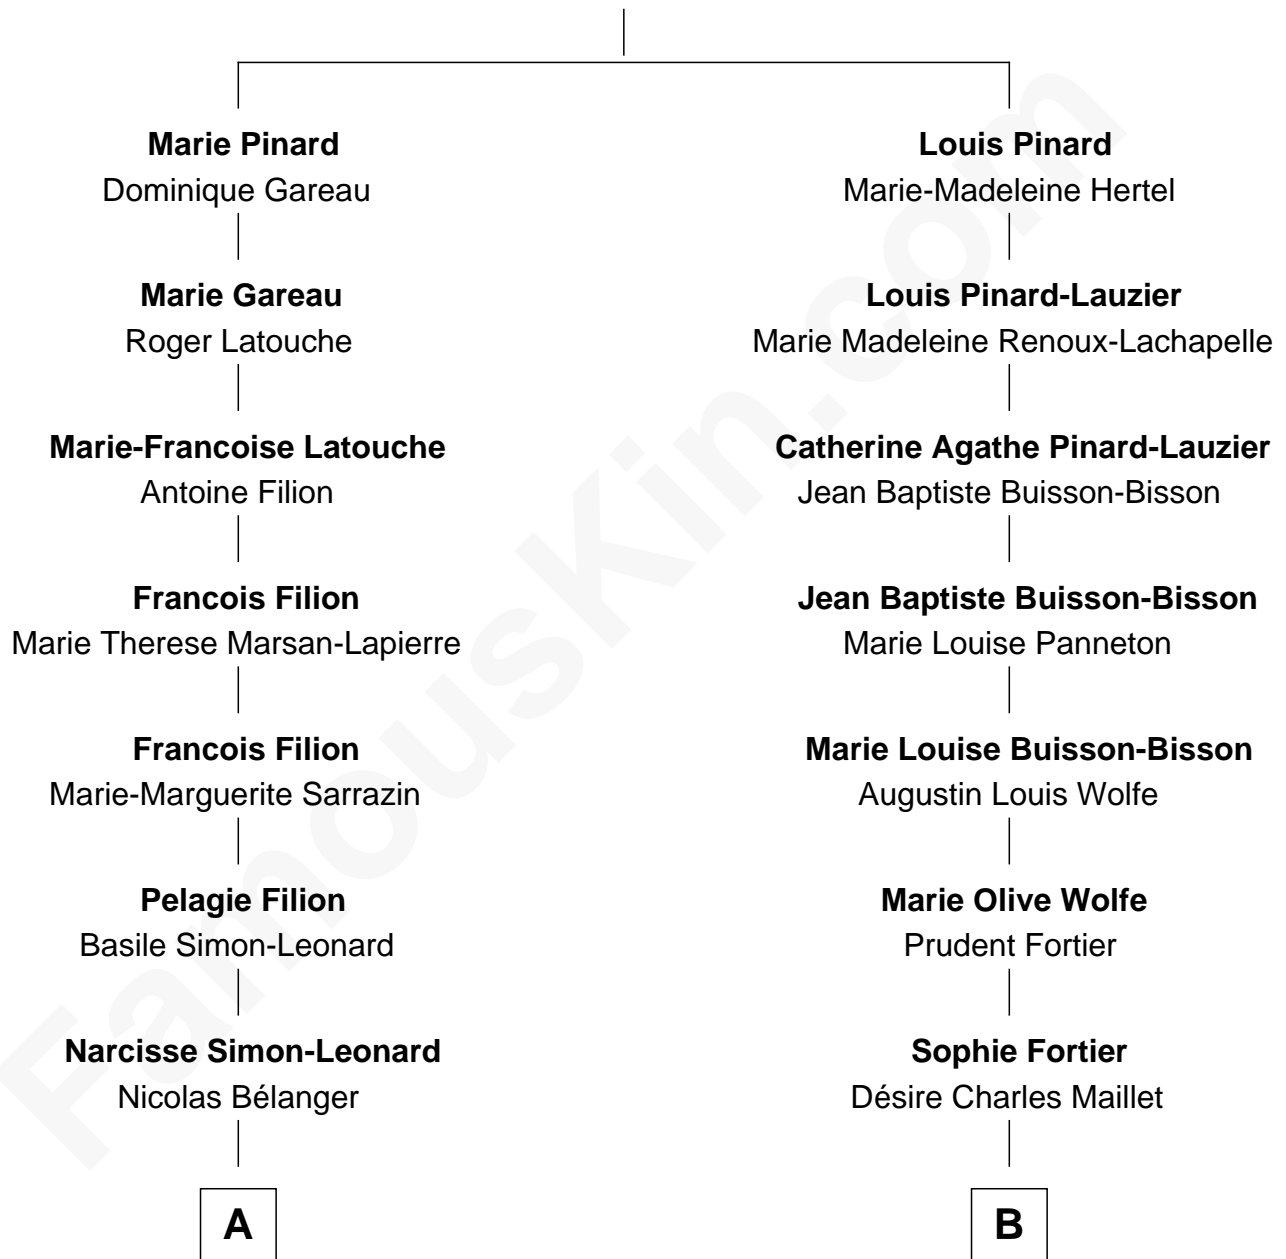 Marie Pinard
Dominique Gareau
Marie Gareau
Roger Latouche
Marie-Francoise Latouche
Antoine Filion
Francois Filion
Marie Therese Marsan-Lapierre
Francois Filion
Marie-Marguerite Sarrazin
Pelagie Filion
Basile Simon-Leonard
Narcisse Simon-Leonard
Nicolas Bélanger
A
Louis Pinard
Marie-Madeleine Hertel
Louis Pinard-Lauzier
Marie Madeleine Renoux-Lachapelle
Catherine Agathe Pinard-Lauzier
Jean Baptiste Buisson-Bisson
Jean Baptiste Buisson-Bisson
Marie Louise Panneton
Marie Louise Buisson-Bisson
Augustin Louis Wolfe
Marie Olive Wolfe
Prudent Fortier
Sophie Fortier
Désire Charles Maillet
B
FamousKin.com